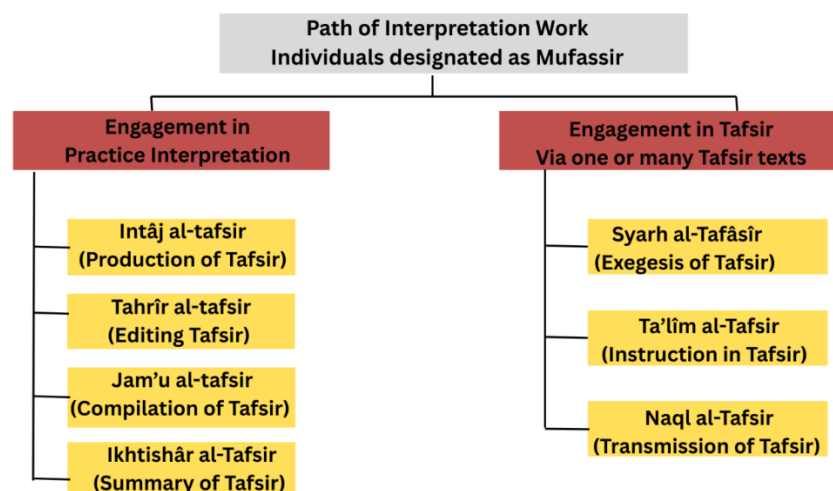 Path of Interpretation Work
Individuals designated as Mufassir
Engagement in
Practice Interpretation
Intâj al-tafsir
(Production of Tafsir)
Tahrîr al-tafsir
(Editing Tafsir)
Jam’u al-tafsir
(Compilation of Tafsir)
Ikhtishâr al-Tafsir
(Summary of Tafsir)
Engagement in Tafsir
Via one or many Tafsir texts
Syarh al-Tafâsîr
(Exegesis of Tafsir)
Ta’lîm al-Tafsir
(Instruction in Tafsir)
Naql al-Tafsir
(Transmission of Tafsir)